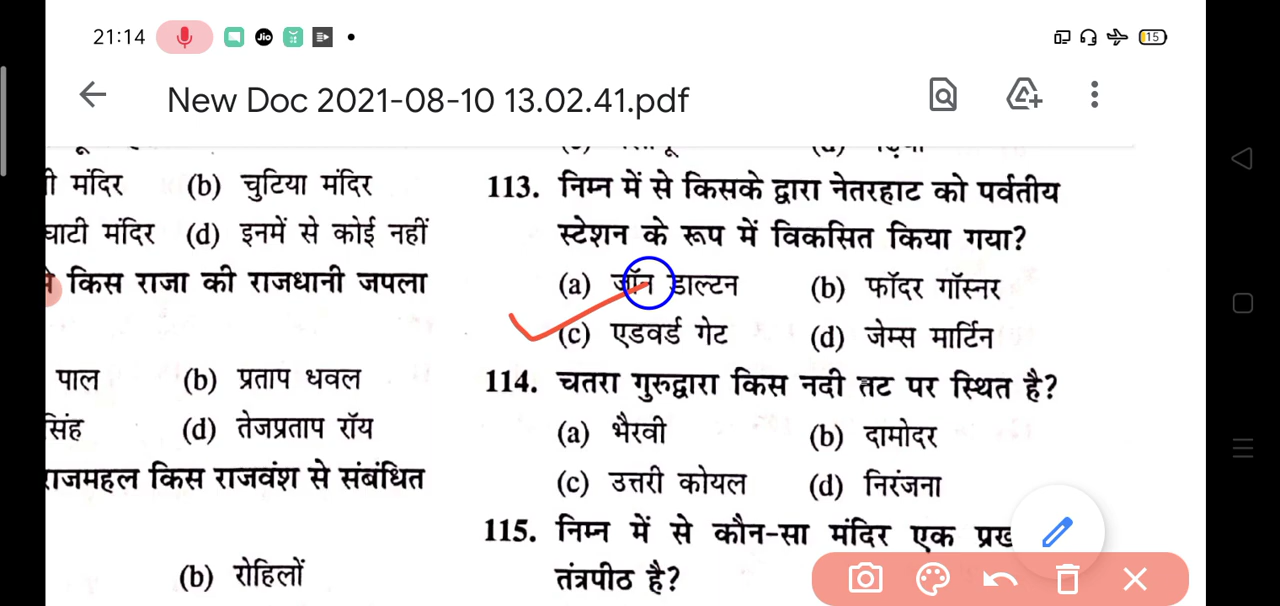 21:14
Jio
15
New Doc 2021-08-10 13.02.41.pdf
मंदिर (b) चुटिया मंदिर
घाटी मंदिर (d) इनमें से कोई नहीं
किस राजा की राजधानी जपला
पाल (b) प्रताप धवल
सिंह (d) तेजप्रताप रॉय
राजमहल किस राजवंश से संबंधित
(b) रोहिलों
113. निम्न में से किसके द्वारा नेतरहाट को पर्वतीय
स्टेशन के रूप में विकसित किया गया?
(a) जॉन डाल्टन (b) फॉदर गॉस्नर
(c) एडवर्ड गेट (d) जेम्स मार्टिन
114. चतरा गुरुद्वारा किस नदी तट पर स्थित है?
(a) भैरवी (b) दामोदर
(c) उत्तरी कोयल (d) निरंजना
115. निम्न में से कौन-सा मंदिर एक प्रख
तंत्रपीठ है?